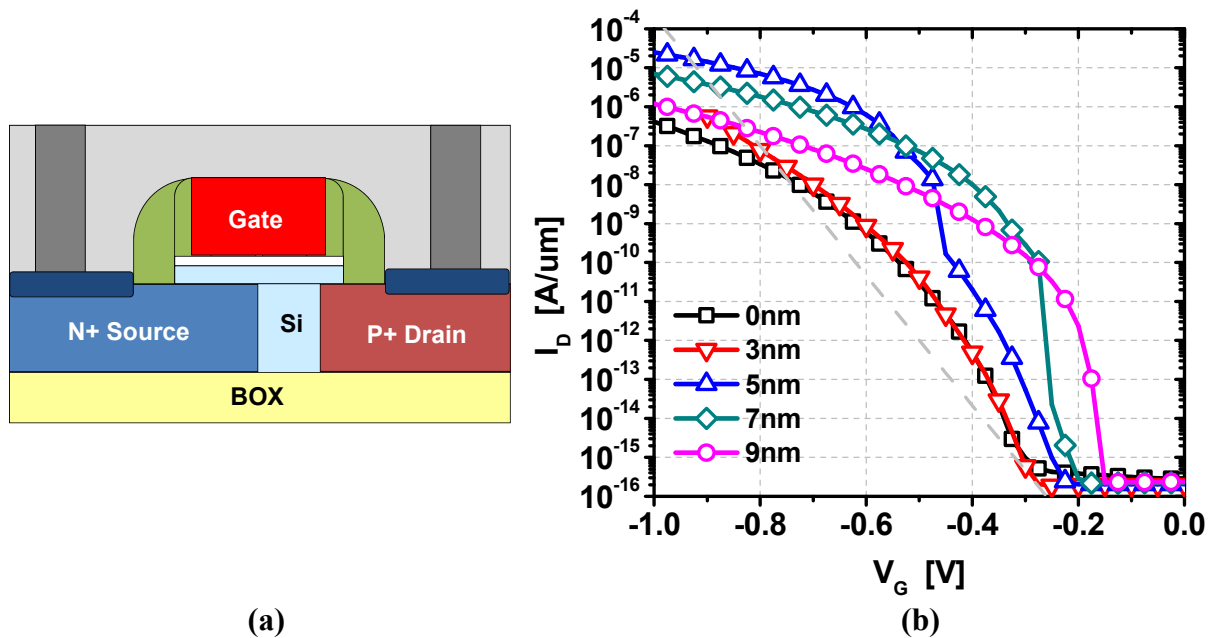 (a)
Gate
N+ Source
Si
P+ Drain
BOX
(b)
10^-4
10^-5
10^-6
10^-7
10^-8
10^-9
10^-10
10^-11
10^-12
10^-13
10^-14
10^-15
10^-16
I_D [A/um]
0nm
3nm
5nm
7nm
9nm
-1.0 -0.8 -0.6 -0.4 -0.2 0.0
V_G [V]
(a)
(b)